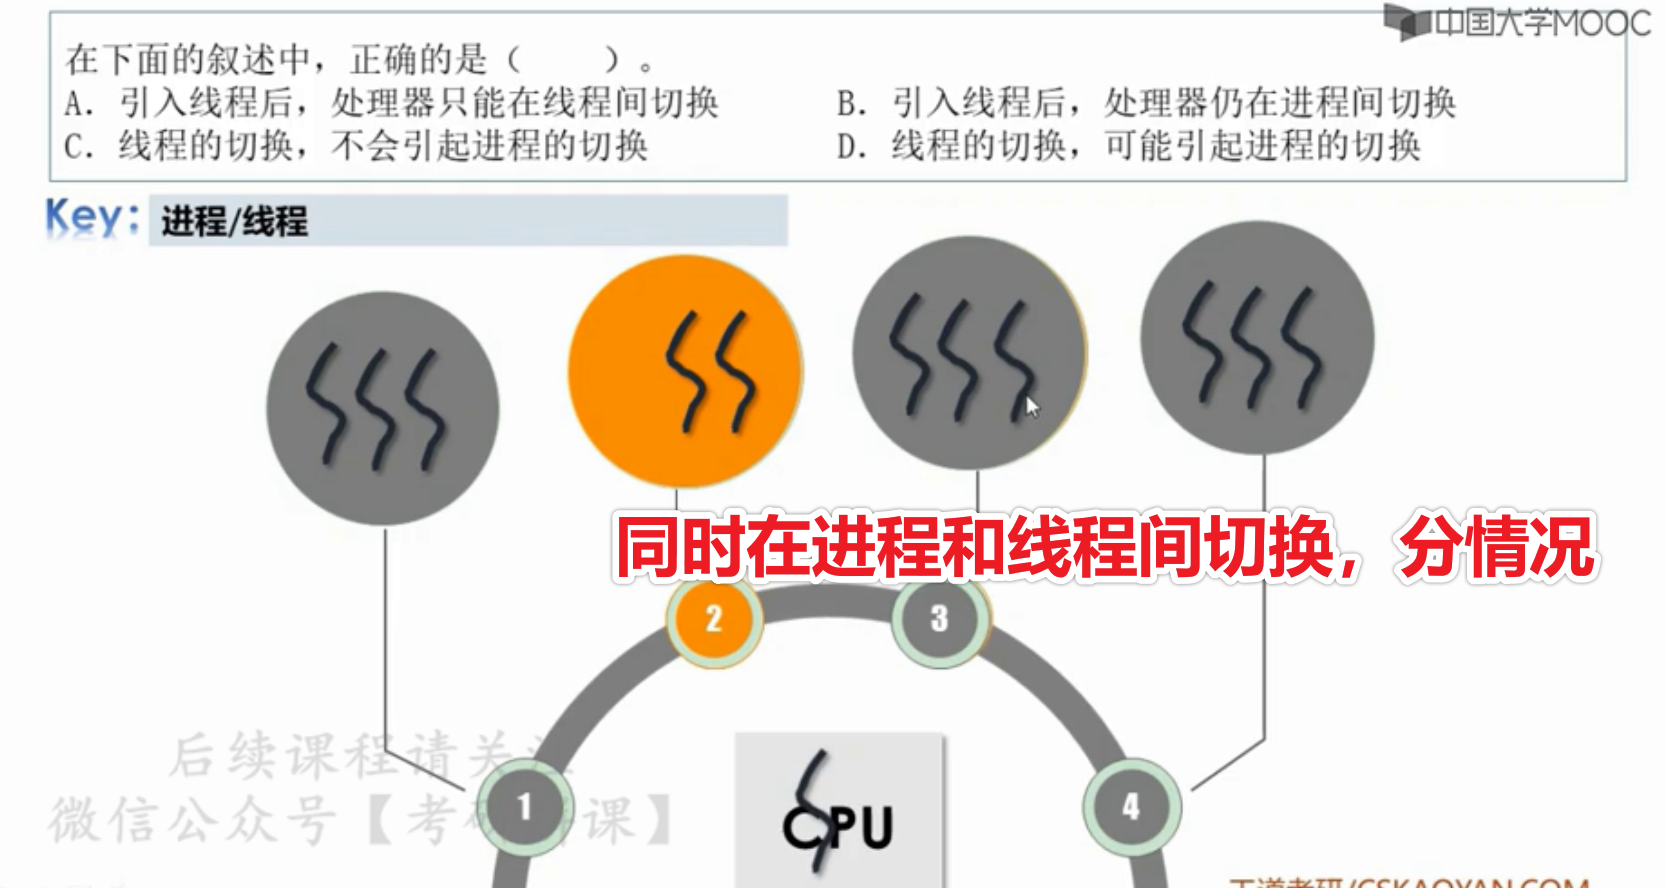 中国大学MOOC
在下面的叙述中，正确的是（　　）。
A．引入线程后，处理器只能在线程间切换
B．引入线程后，处理器仍在进程间切换
C．线程的切换，不会引起进程的切换
D．线程的切换，可能引起进程的切换
Key：进程/线程
同时在进程和线程间切换，分情况
2
3
后续课程请关注
微信公众号【考研
课】
1
CPU
4
王道考研/CSKAOYAN.COM